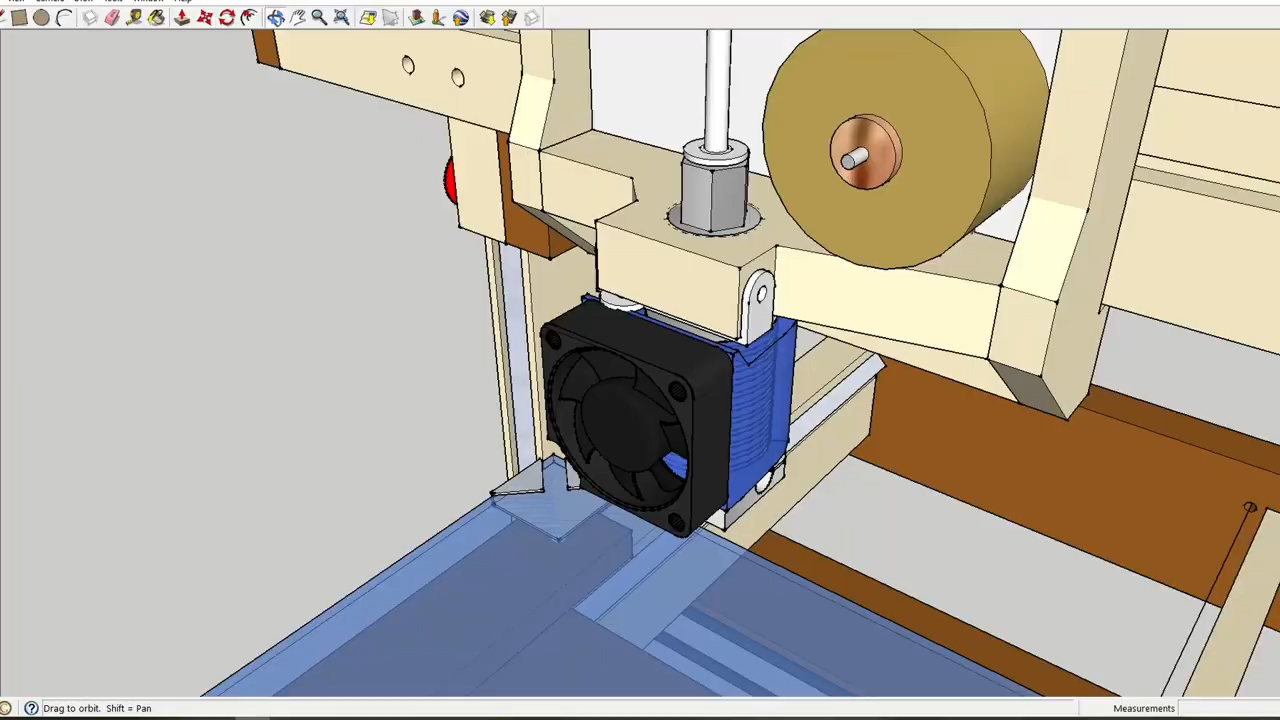 Drag to orbit. Shift = Pan
Measurements